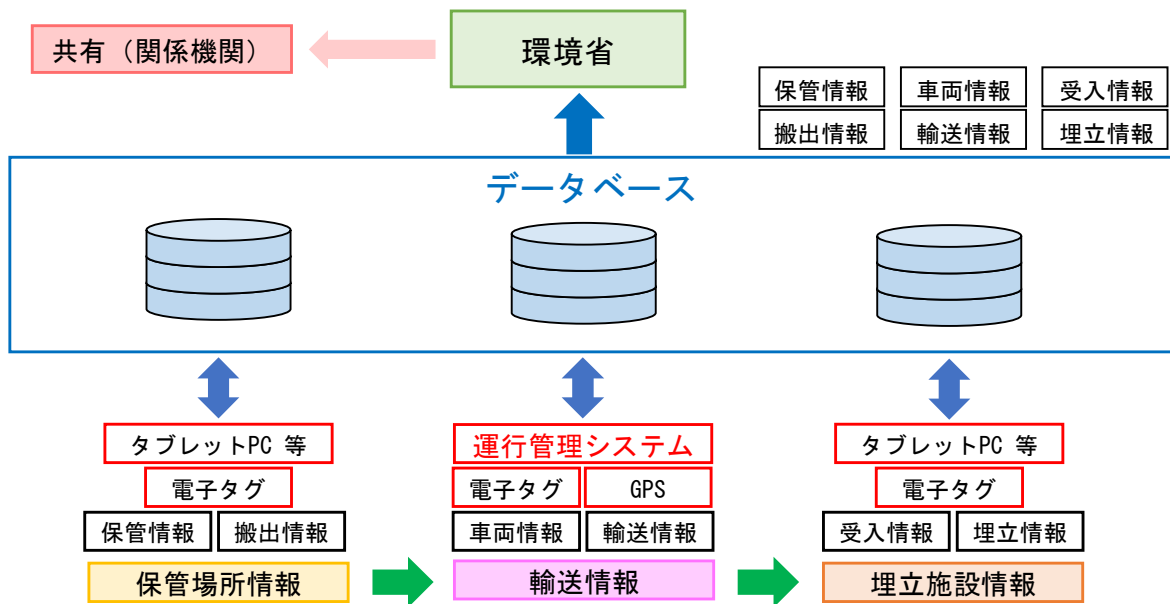 共有（関係機関）
環境省
保管情報
車両情報
受入情報
搬出情報
輸送情報
埋立情報
データベース
タブレットPC 等
電子タグ
保管情報
搬出情報
保管場所情報
運行管理システム
電子タグ
GPS
車両情報
輸送情報
輸送情報
タブレットPC 等
電子タグ
受入情報
埋立情報
埋立施設情報